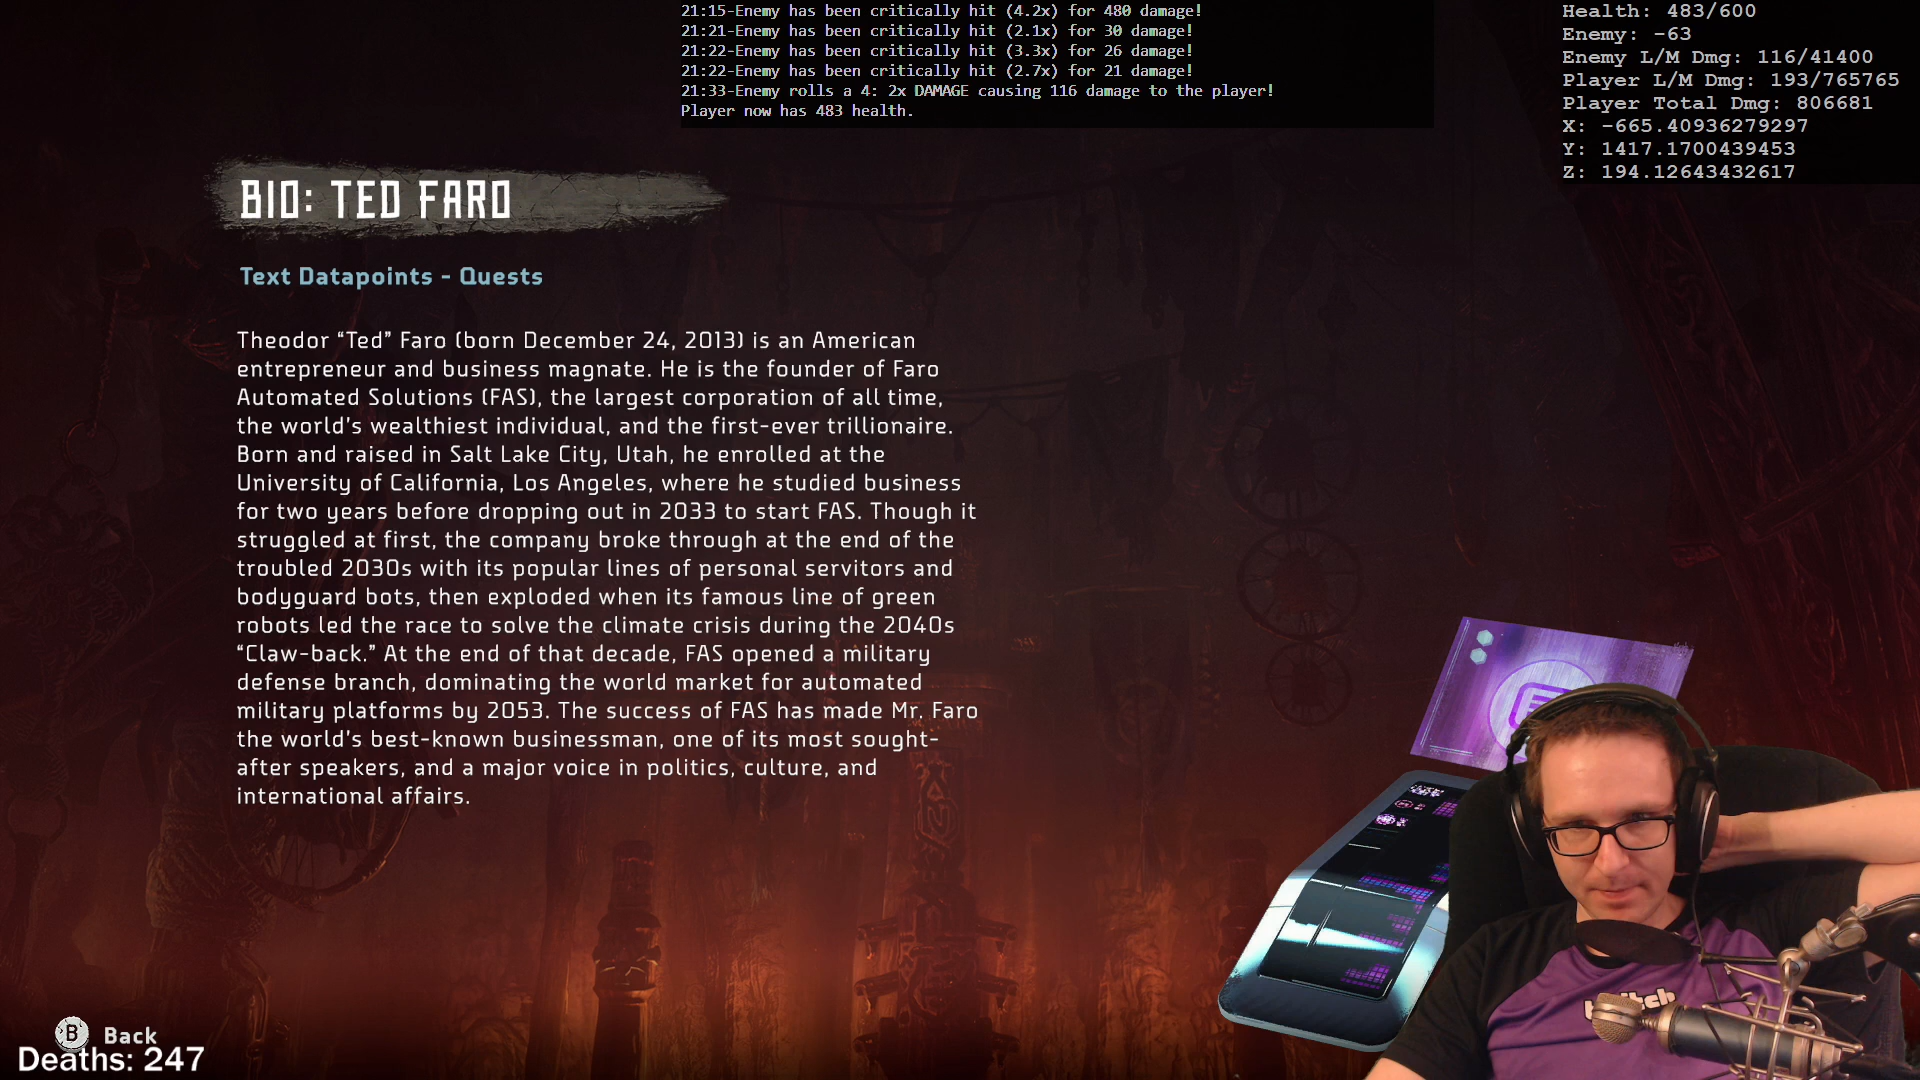 21:15-Enemy has been critically hit (4.2x) for 480 damage!
21:21-Enemy has been critically hit (2.1x) for 30 damage!
21:22-Enemy has been critically hit (3.3x) for 26 damage!
21:22-Enemy has been critically hit (2.7x) for 21 damage!
21:33-Enemy rolls a 4: 2x DAMAGE causing 116 damage to the player!
Player now has 483 health.
Health: 483/600
Enemy: -63
Enemy L/M Dmg: 116/41400
Player L/M Dmg: 193/765765
Player Total Dmg: 806681
X: -665.40936279297
Y: 1417.1700439453
Z: 194.12643432617
BIO: TED FARO
Text Datapoints - Quests
Theodor “Ted” Faro (born December 24, 2013) is an American
entrepreneur and business magnate. He is the founder of Faro
Automated Solutions (FAS), the largest corporation of all time,
the world's wealthiest individual, and the first-ever trillionaire.
Born and raised in Salt Lake City, Utah, he enrolled at the
University of California, Los Angeles, where he studied business
for two years before dropping out in 2033 to start FAS. Though it
struggled at first, the company broke through at the end of the
troubled 2030s with its popular lines of personal servitors and
bodyguard bots, then exploded when its famous line of green
robots led the race to solve the climate crisis during the 2040s
“Claw-back.” At the end of that decade, FAS opened a military
defense branch, dominating the world market for automated
military platforms by 2053. The success of FAS has made Mr. Faro
the world's best-known businessman, one of its most sought-
after speakers, and a major voice in politics, culture, and
international affairs.
twitch
B Back
Deaths: 247